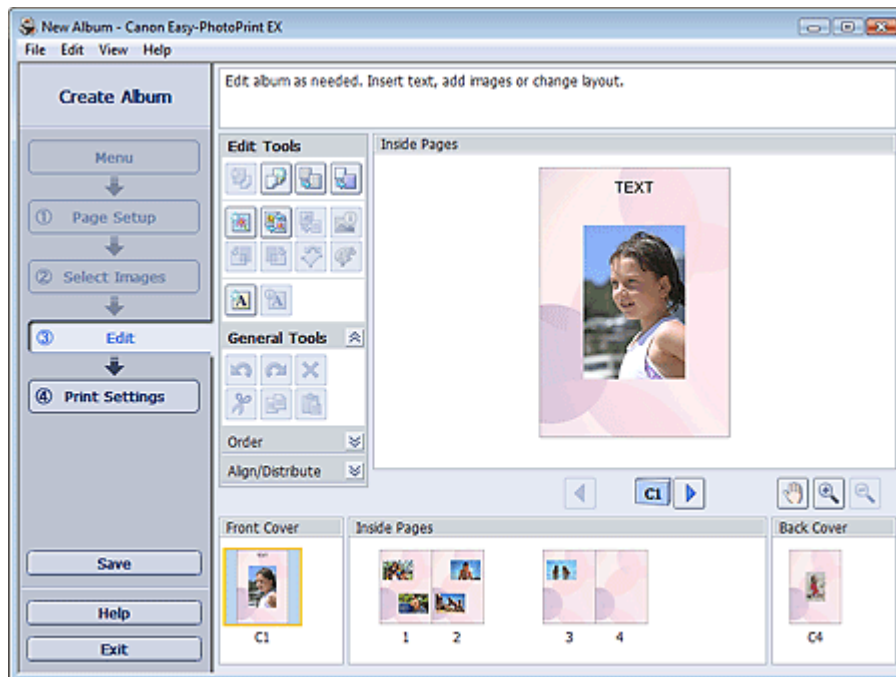 New Album - Canon Easy-PhotoPrint EX
File Edit View Help
Create Album
Edit album as needed. Insert text, add images or change layout.
Menu
① Page Setup
② Select Images
③ Edit
④ Print Settings
Save
Help
Exit
Edit Tools
A
A
General Tools
Order
Align/Distribute
Inside Pages
TEXT
C1
Front Cover
TEXT
C1
Inside Pages
1 2 3 4
Back Cover
C4